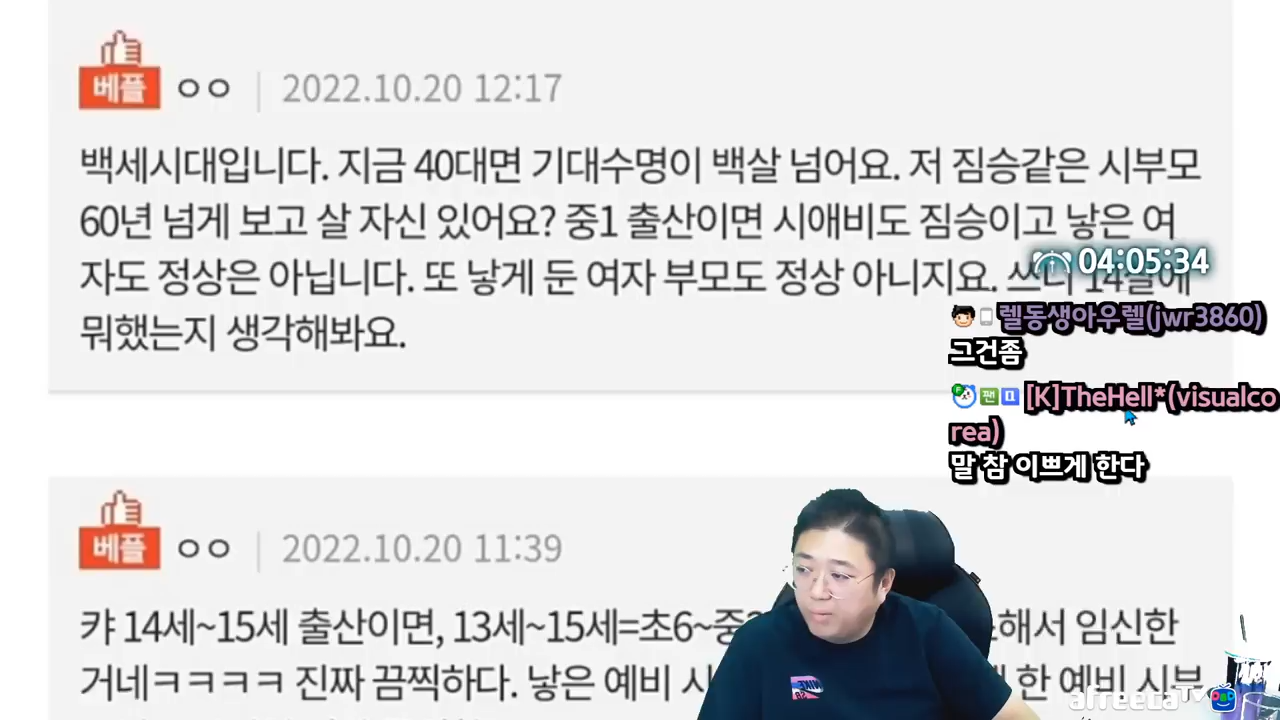 베플 ㅇㅇ | 2022.10.20 12:17
백세시대입니다. 지금 40대면 기대수명이 백살 넘어요. 저 짐승같은 시부모
60년 넘게 보고 살 자신 있어요? 중1 출산이면 시애비도 짐승이고 낳은 여
자도 정상은 아닙니다. 또 낳게 둔 여자 부모도 정상 아니지요.
뭐했는지 생각해봐요.
04:05:34
렐동생아우렐(jwr3860)
그건좀
[K]TheHell*(visualco
rea)
말 참 이쁘게 한다
베플 ㅇㅇ | 2022.10.20 11:39
캬 14세~15세 출산이면, 13세~15세=초6~중 해서 임신한
거네ㅋㅋㅋㅋ 진짜 끔찍하다. 낳은 예비 한 예비 시부
afreecaTV